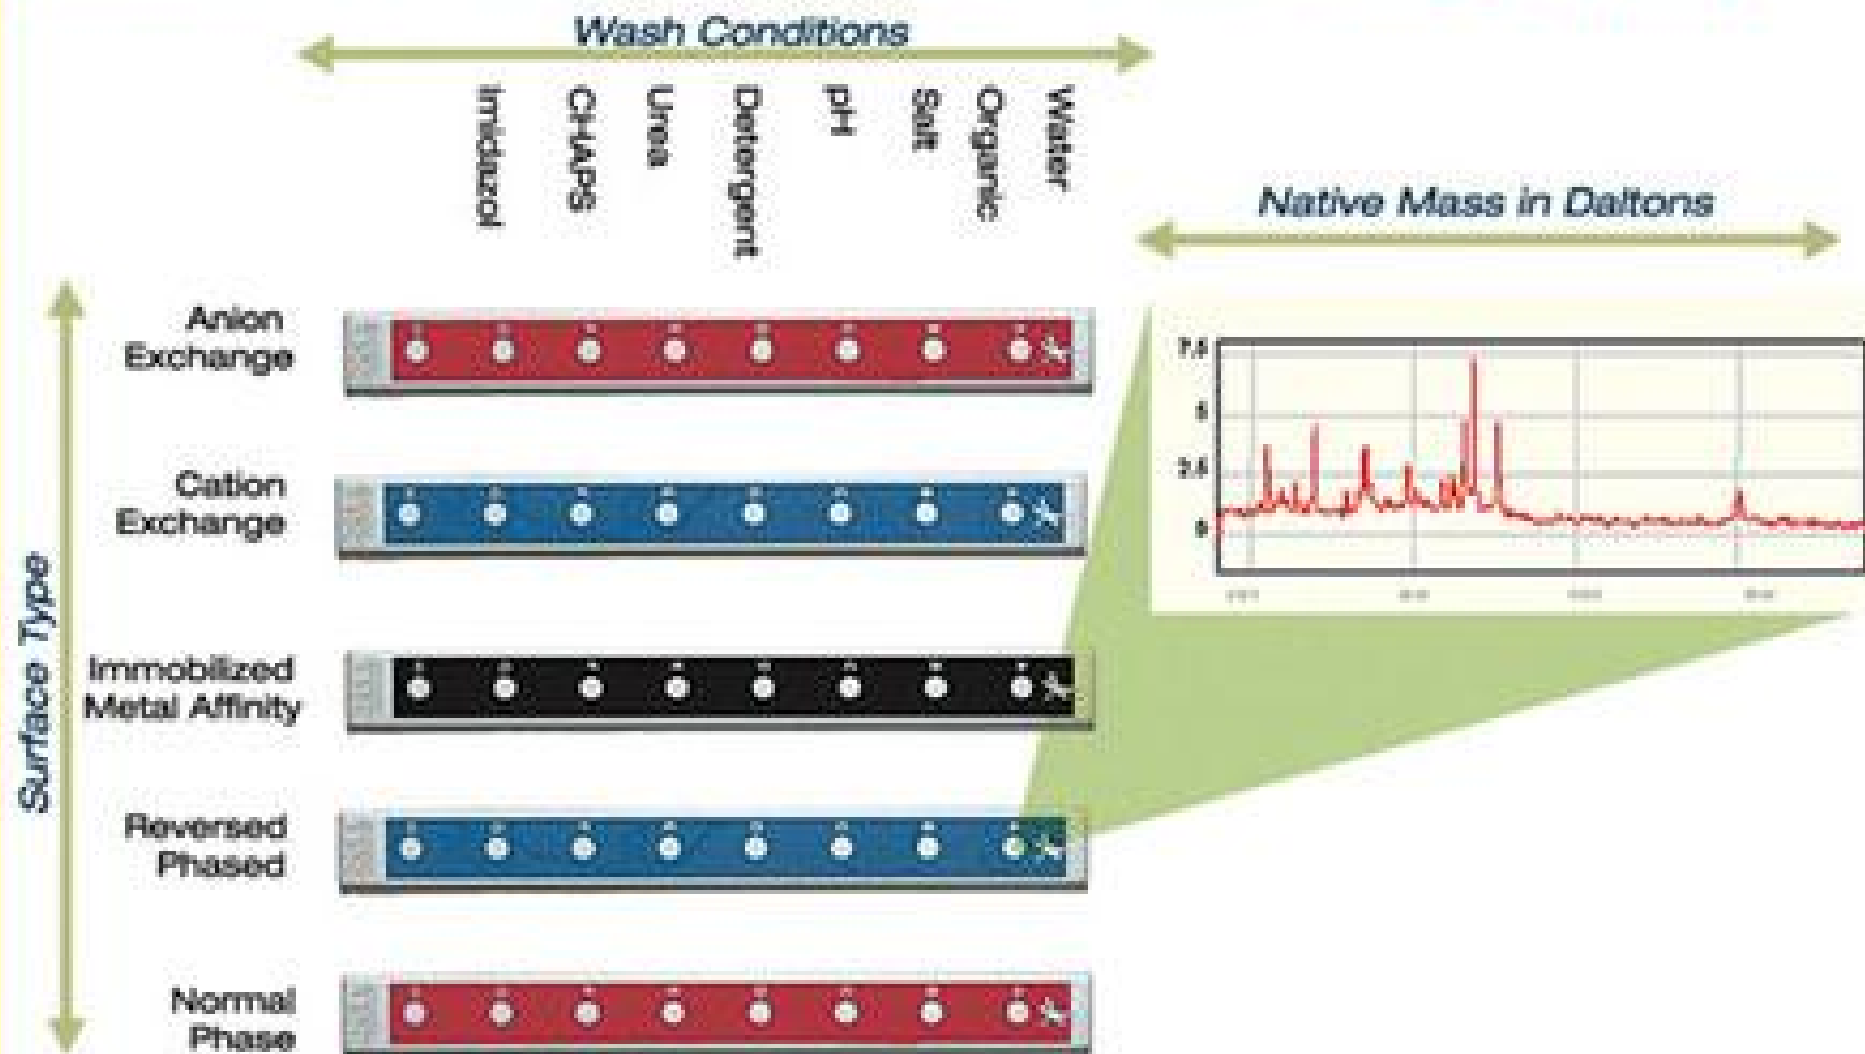 Wash Conditions
Imidazol
CHAPS
Urea
Detergent
pH
Salt
Organic
Water
Native Mass in Daltons
Surface Type
Anion
Exchange
Cation
Exchange
Immobilized
Metal Affinity
Reversed
Phased
Normal
Phase
7.5
5
2.5
0